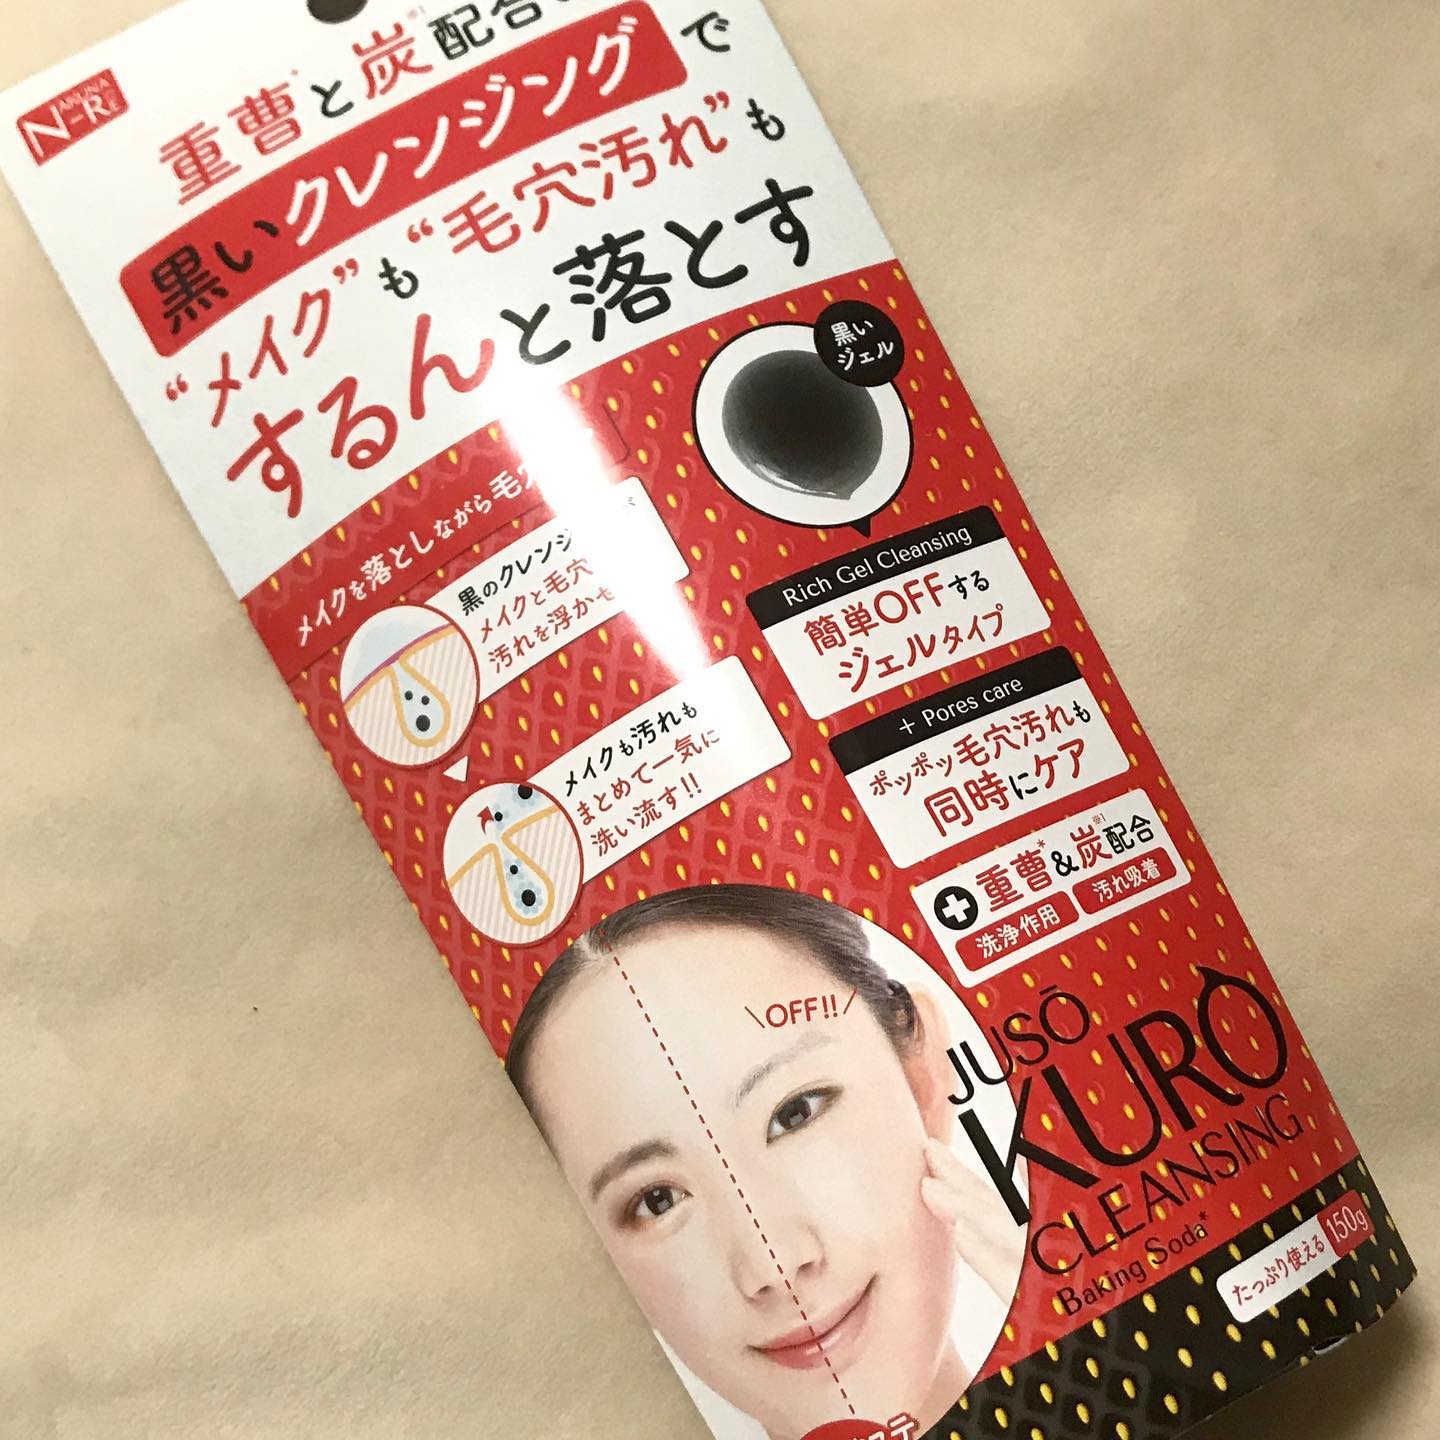 重曹*と炭※1配合
黒いクレンジングで
“メイク”も“毛穴汚れ”も
するんと落とす
黒い
ジェル
メイクを落としながら毛穴
黒のクレンジ
メイクと毛穴
汚れを浮かせ
メイクも汚れも
まとめて一気に
洗い流す!!
Rich Gel Cleansing
簡単OFFする
ジェルタイプ
+ Pores care
ポツポツ毛穴汚れも
同時にケア
重曹*&炭※1配合
洗浄作用 汚れ吸着
\OFF!!/
JUSŌ
KURO
CLEANSING
Baking Soda*
たっぷり使える 150g